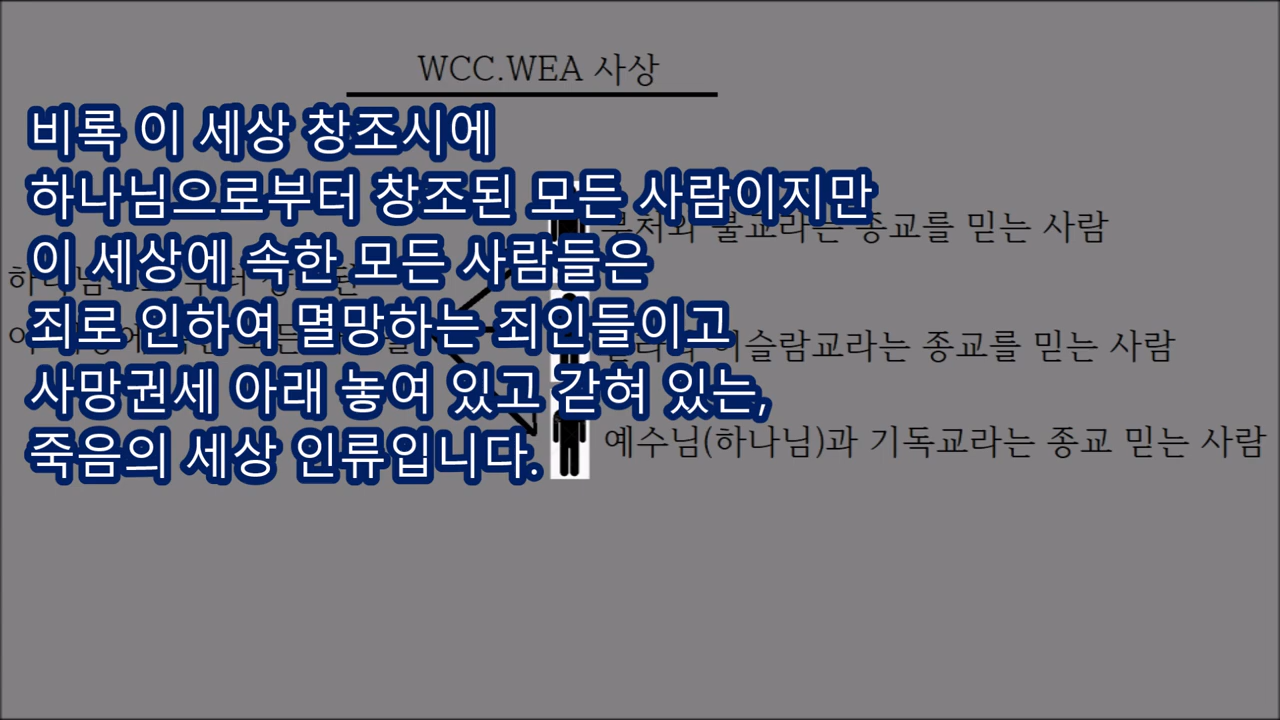 WCC.WEA 사상
비록 이 세상 창조시에
하나님으로부터 창조된 모든 사람이지만
이 세상에 속한 모든 사람들은
죄로 인하여 멸망하는 죄인들이고
사망권세 아래 놓여 있고 갇혀 있는,
죽음의 세상 인류입니다.
불교라는 종교를 믿는 사람
이슬람교라는 종교를 믿는 사람
예수님(하나님)과 기독교라는 종교 믿는 사람